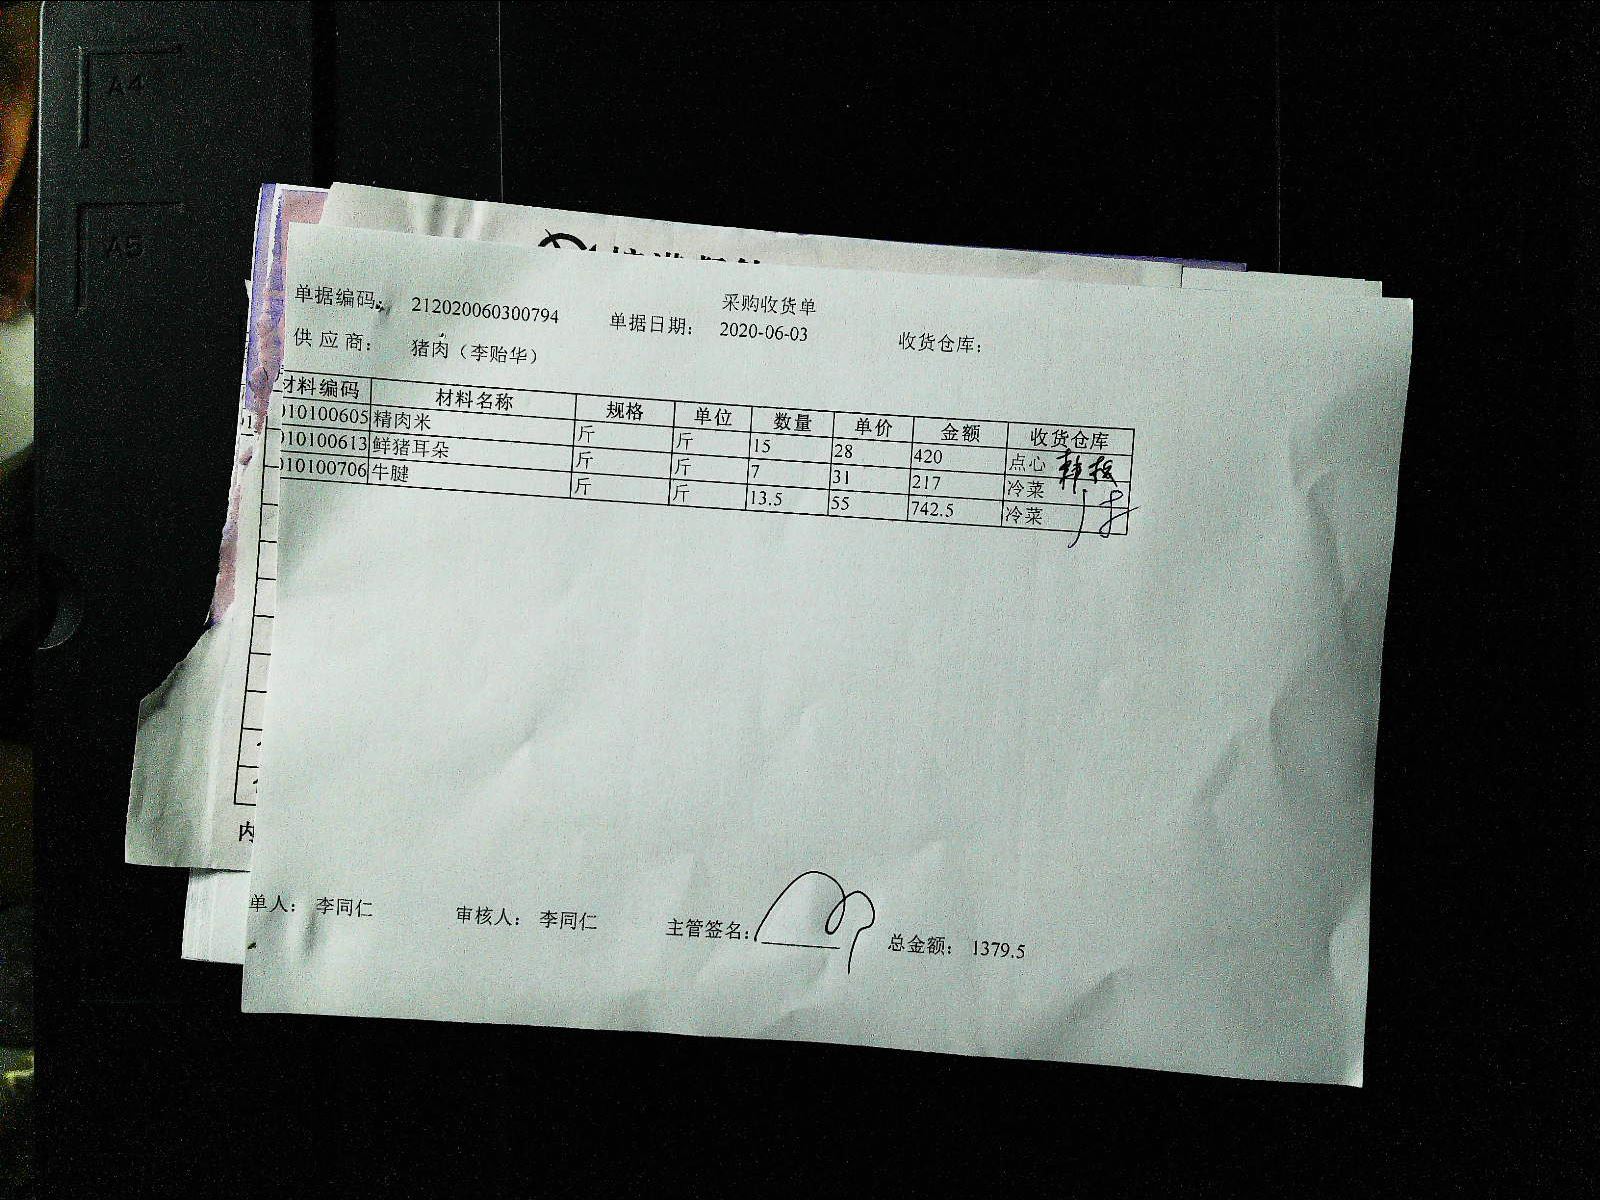 A4
A5
采购收货单
单据编码: 212020060300794 单据日期: 2020-06-03 收货仓库:
供 应 商: 猪肉（李贻华）
材料编码 材料名称 规格 单位 数量 单价 金额 收货仓库
010100605 精肉米 斤 斤 15 28 420 点心
010100613 鲜猪耳朵 斤 斤 7 31 217 冷菜
010100706 牛腱 斤 斤 13.5 55 742.5 冷菜
内
单人: 李同仁 审核人: 李同仁 主管签名: 总金额: 1379.5